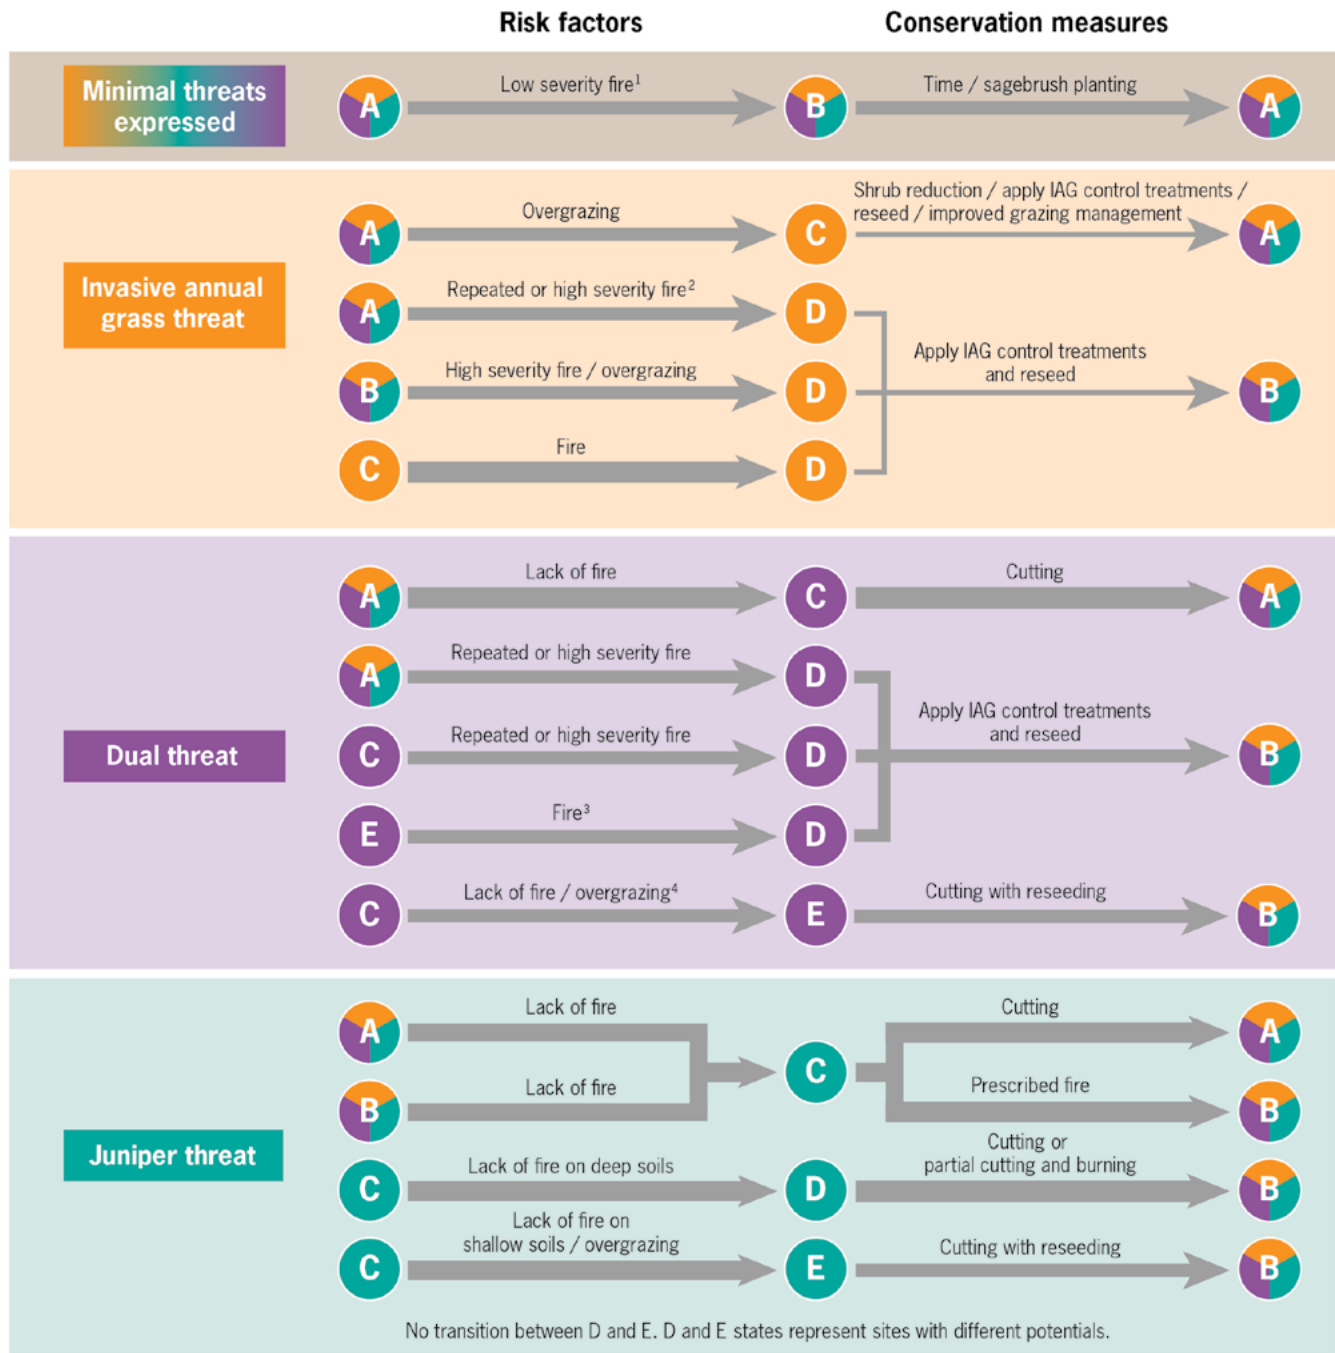 Risk factors
Conservation measures
Minimal threats
expressed
A
Low severity fire¹
B
Time / sagebrush planting
A
Invasive annual
grass threat
A
Overgrazing
C
Shrub reduction / apply IAG control treatments /
reseed / improved grazing management
A
A
Repeated or high severity fire²
D
B
High severity fire / overgrazing
D
Apply IAG control treatments
and reseed
B
C
Fire
D
Dual threat
A
Lack of fire
C
Cutting
A
A
Repeated or high severity fire
D
C
Repeated or high severity fire
D
Apply IAG control treatments
and reseed
B
E
Fire³
D
C
Lack of fire / overgrazing⁴
E
Cutting with reseeding
B
Juniper threat
A
Lack of fire
B
Lack of fire
C
Cutting
A
Prescribed fire
B
C
Lack of fire on deep soils
D
Cutting or
partial cutting and burning
B
C
Lack of fire on
shallow soils / overgrazing
E
Cutting with reseeding
B
No transition between D and E. D and E states represent sites with different potentials.